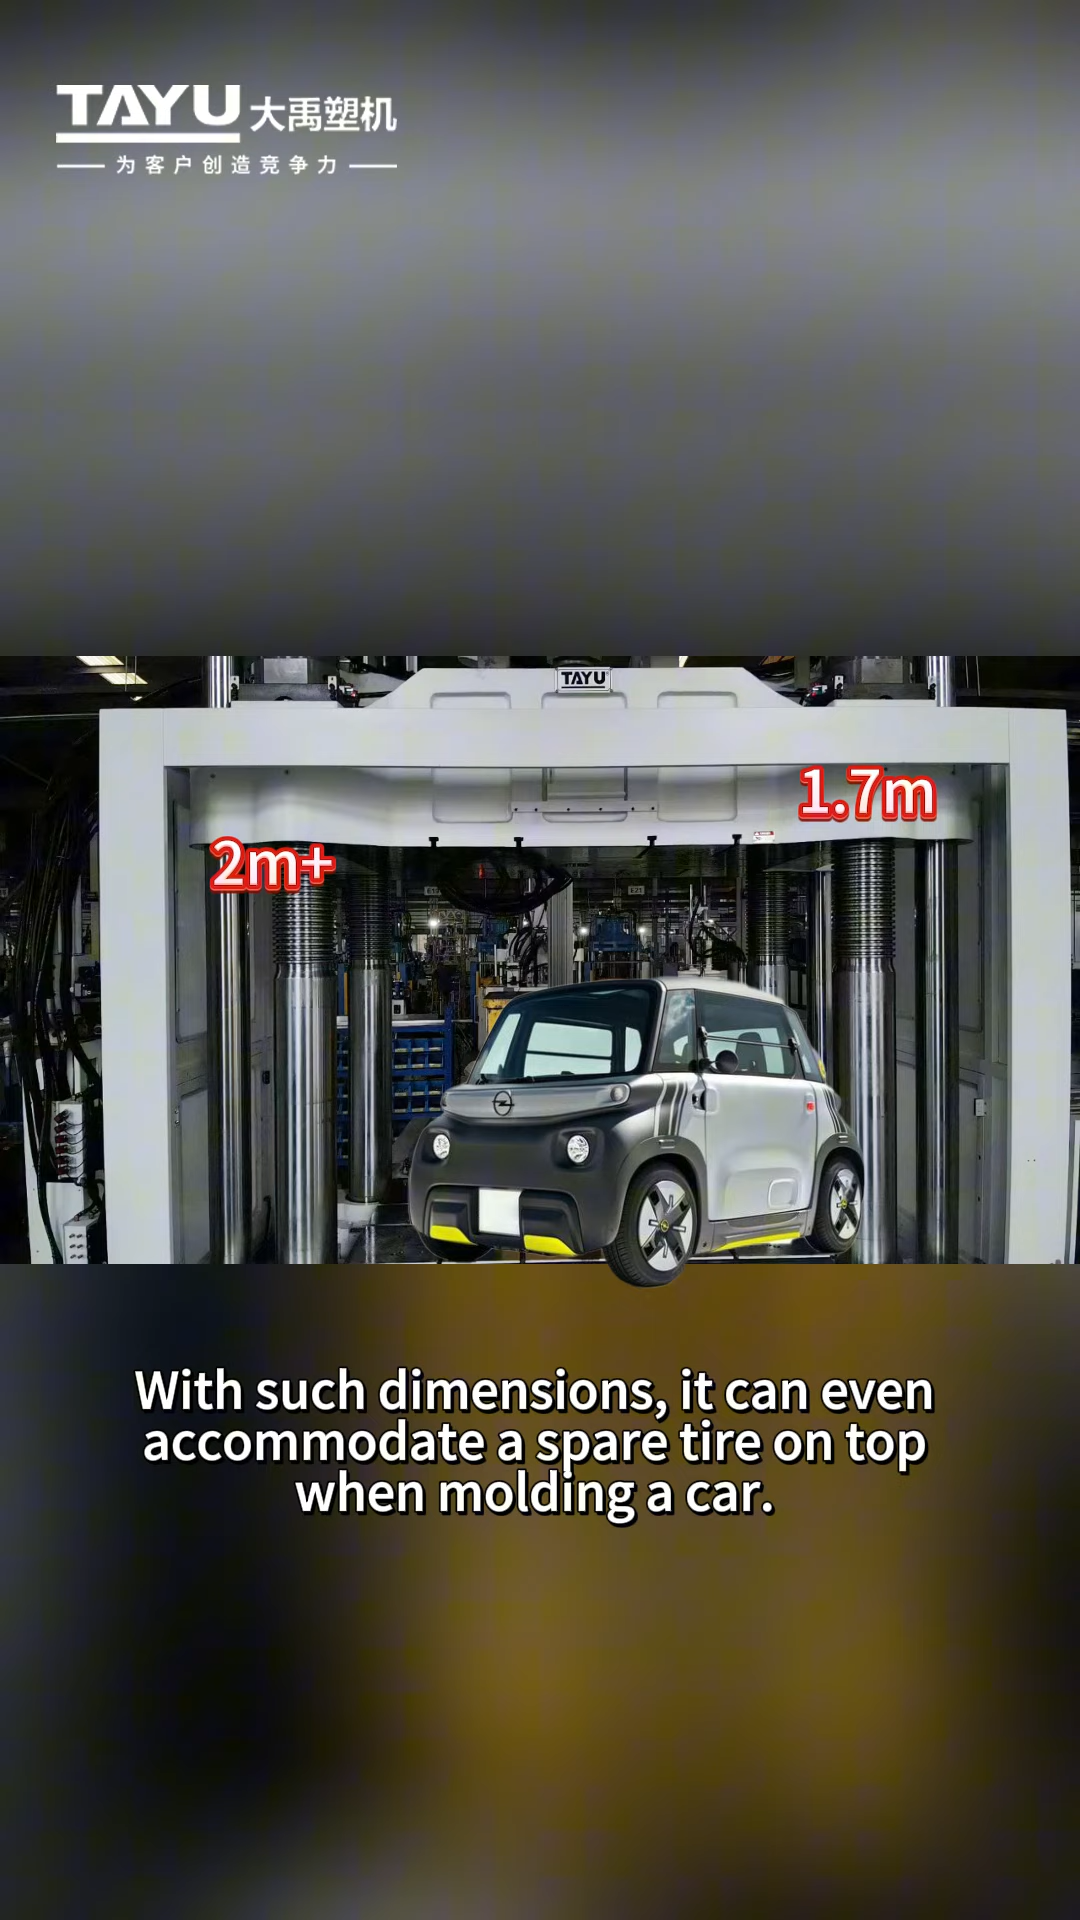 TAYU 大禹塑机
为客户创造竞争力
TAYU
1.7m
2m+
E21
With such dimensions, it can even
accommodate a spare tire on top
when molding a car.